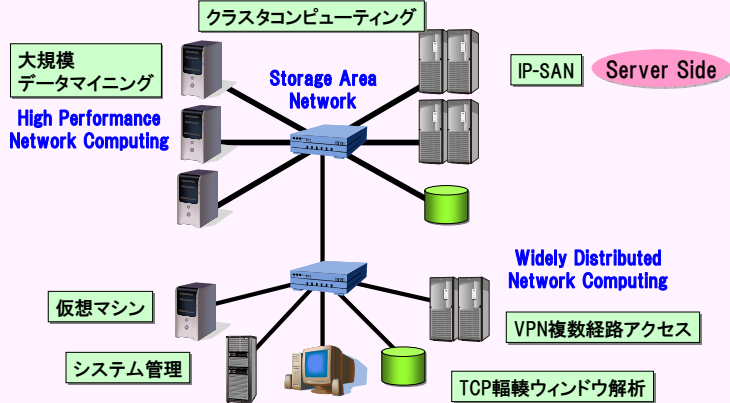 クラスタコンピューティング
大規模
データマイニング
Storage Area
Network
IP-SAN
Server Side
High Performance
Network Computing
Widely Distributed
Network Computing
仮想マシン
VPN複数経路アクセス
システム管理
TCP輻輳ウィンドウ解析